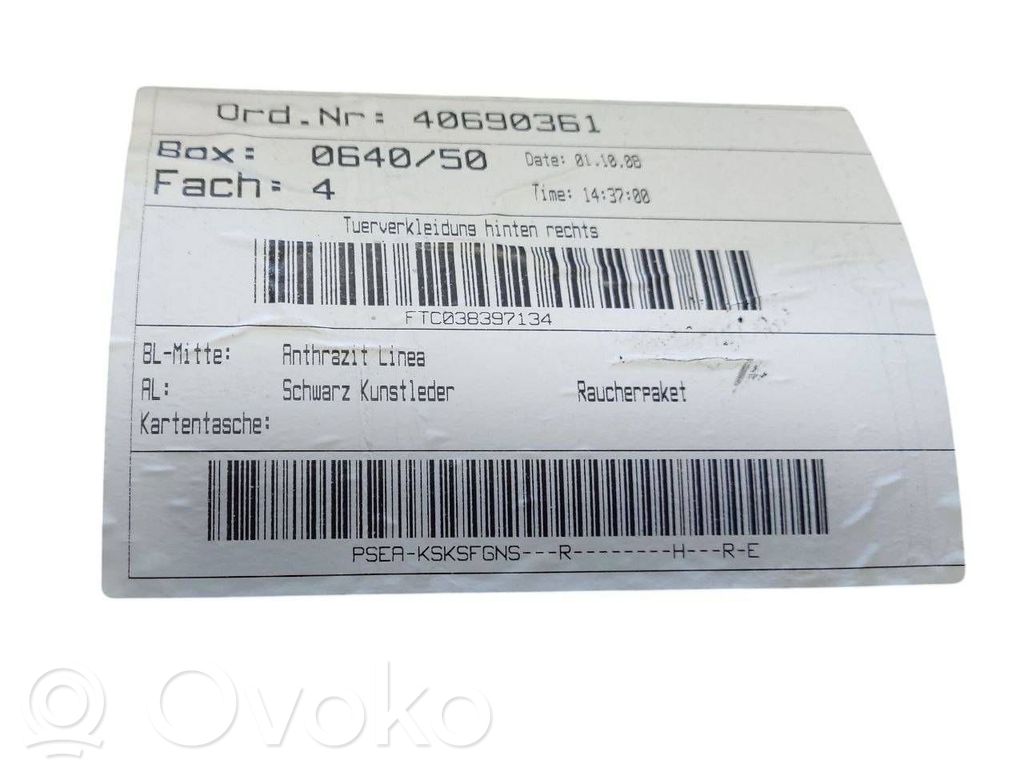 Ord.Nr: 40690361
Box: 0640/50 Date: 01.10.08
Fach: 4 Time: 14:37:00
Tuerverkleidung hinten rechts
FTC038397134
BL-Mitte: Anthrazit Linea
AL: Schwarz Kunstleder Raucherpaket
Kartentasche:
PSEA-KSKSFGNS---R--------H---R-E
Ovoko